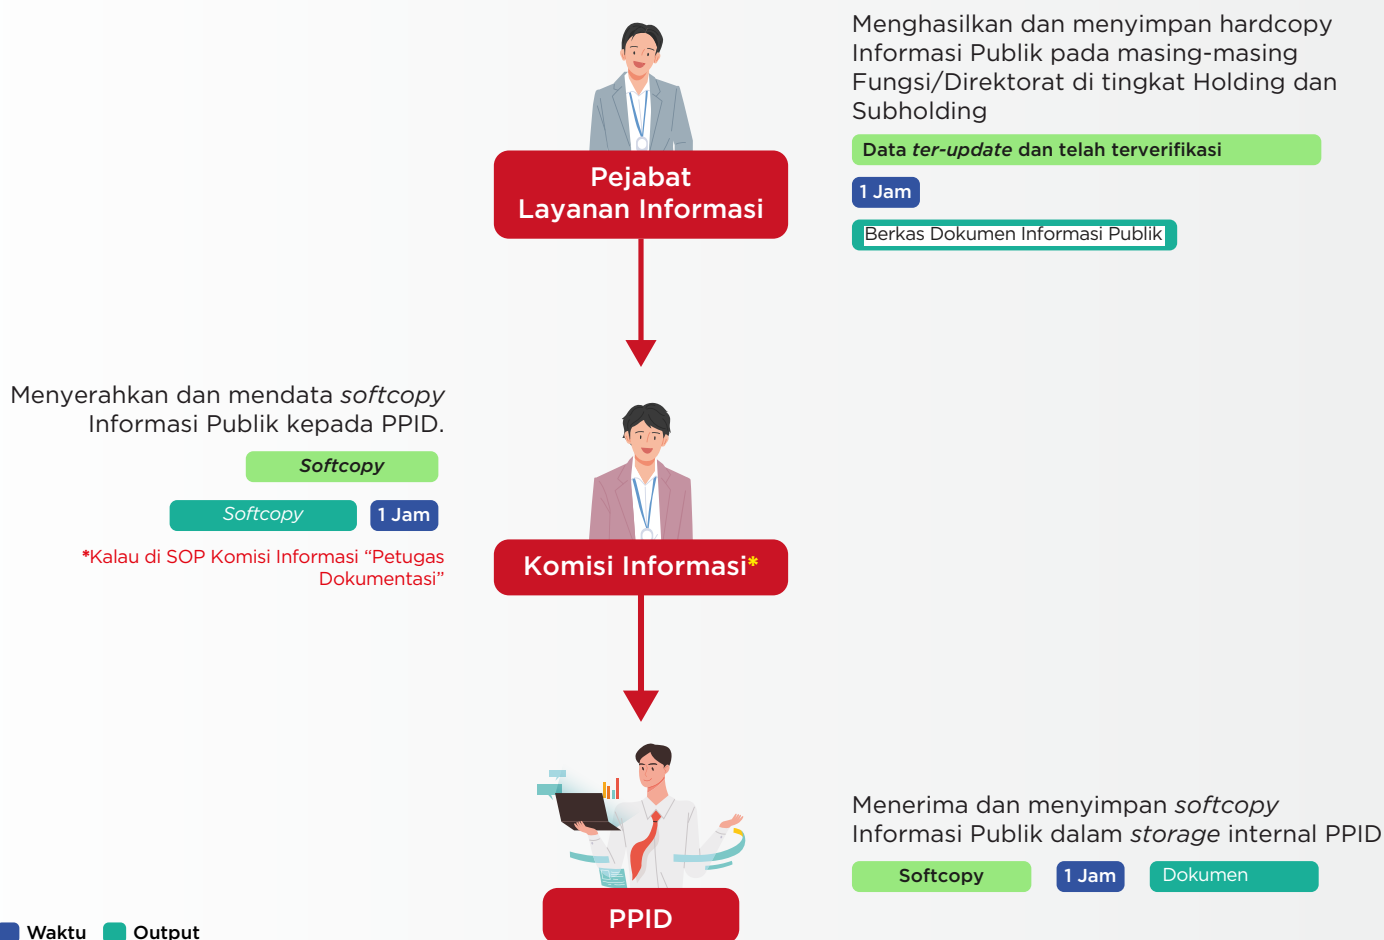 Menghasilkan dan menyimpan hardcopy
Informasi Publik pada masing-masing
Fungsi/Direktorat di tingkat Holding dan
Subholding
Data ter-update dan telah terverifikasi
1 Jam
Berkas Dokumen Informasi Publik
Pejabat
Layanan Informasi
Menyerahkan dan mendata softcopy
Informasi Publik kepada PPID.
Softcopy
Softcopy
1 Jam
*Kalau di SOP Komisi Informasi “Petugas
Dokumentasi”
Komisi Informasi*
Menerima dan menyimpan softcopy
Informasi Publik dalam storage internal PPID
Softcopy
1 Jam
Dokumen
PPID
Waktu
Output